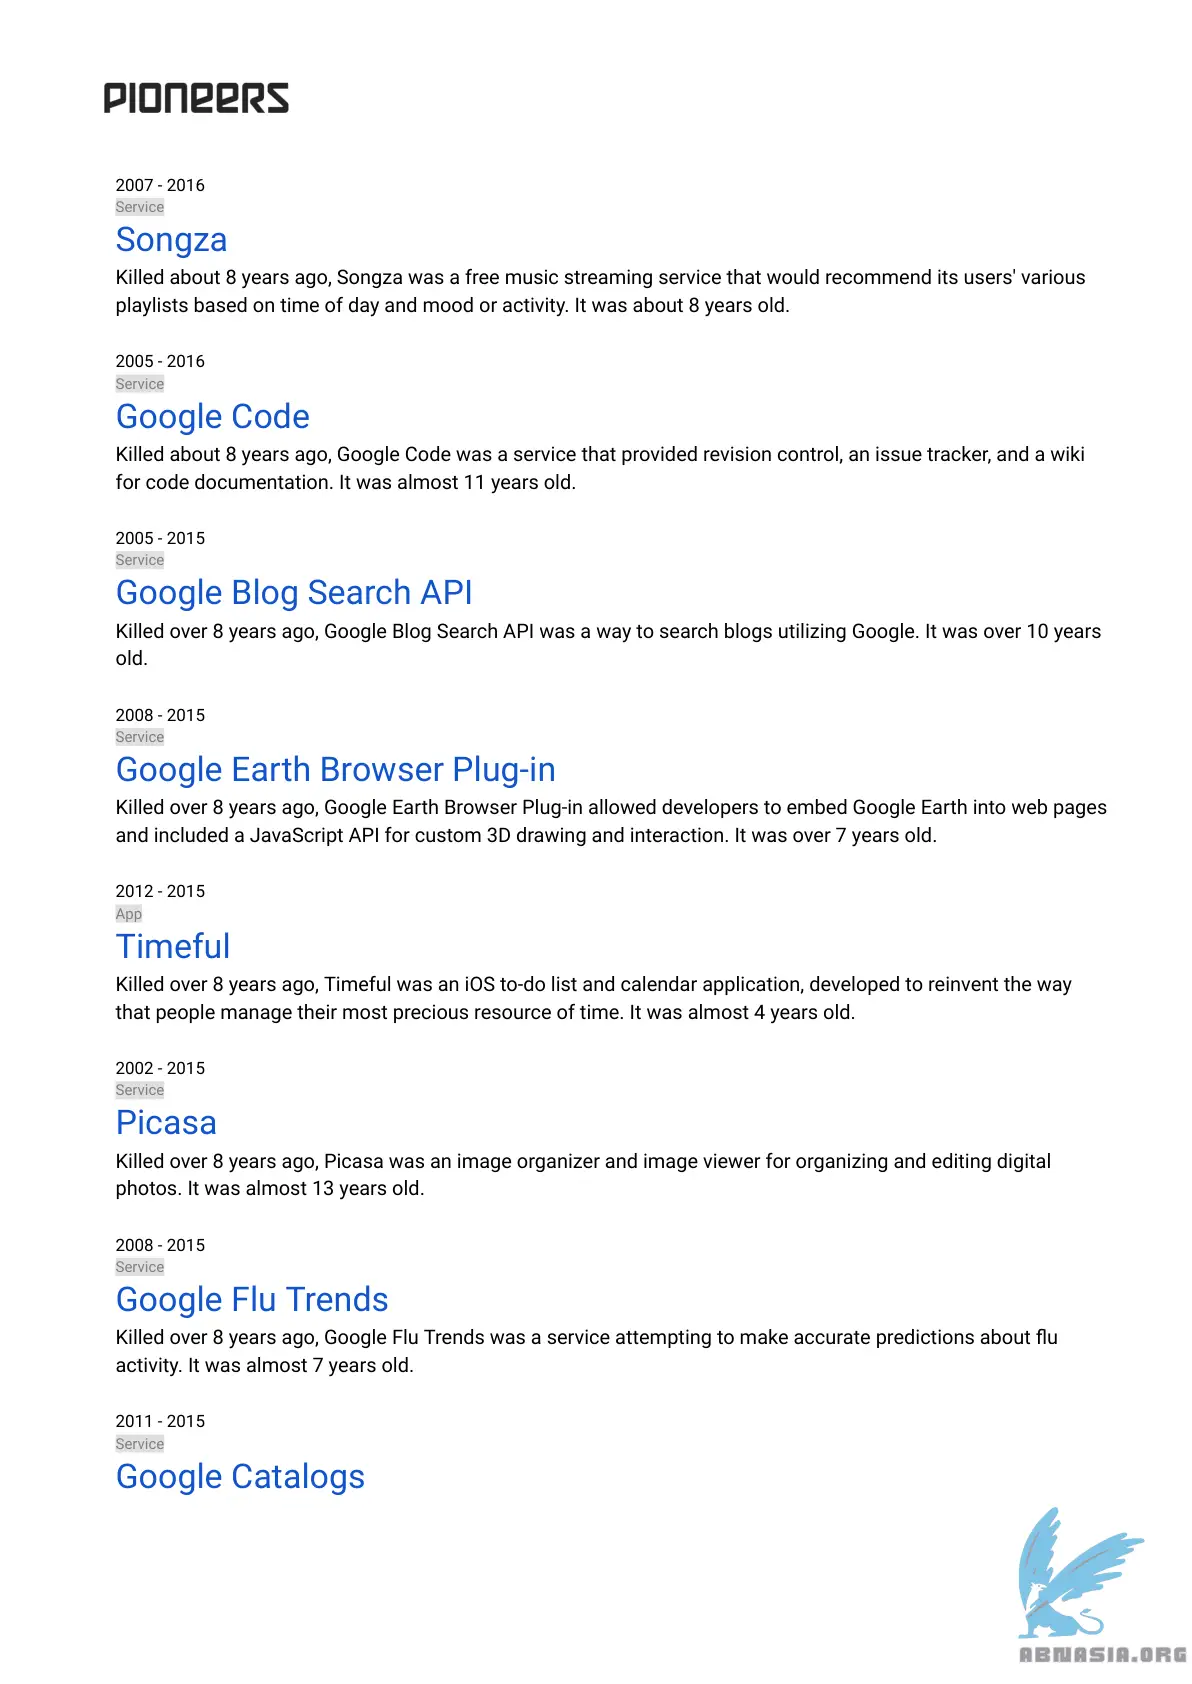 PIONEERS
2007 - 2016
Service
Songza
Killed about 8 years ago, Songza was a free music streaming service that would recommend its users' various
playlists based on time of day and mood or activity. It was about 8 years old.
2005 - 2016
Service
Google Code
Killed about 8 years ago, Google Code was a service that provided revision control, an issue tracker, and a wiki
for code documentation. It was almost 11 years old.
2005 - 2015
Service
Google Blog Search API
Killed over 8 years ago, Google Blog Search API was a way to search blogs utilizing Google. It was over 10 years
old.
2008 - 2015
Service
Google Earth Browser Plug-in
Killed over 8 years ago, Google Earth Browser Plug-in allowed developers to embed Google Earth into web pages
and included a JavaScript API for custom 3D drawing and interaction. It was over 7 years old.
2012 - 2015
App
Timeful
Killed over 8 years ago, Timeful was an iOS to-do list and calendar application, developed to reinvent the way
that people manage their most precious resource of time. It was almost 4 years old.
2002 - 2015
Service
Picasa
Killed over 8 years ago, Picasa was an image organizer and image viewer for organizing and editing digital
photos. It was almost 13 years old.
2008 - 2015
Service
Google Flu Trends
Killed over 8 years ago, Google Flu Trends was a service attempting to make accurate predictions about flu
activity. It was almost 7 years old.
2011 - 2015
Service
Google Catalogs
ABNASIA.ORG